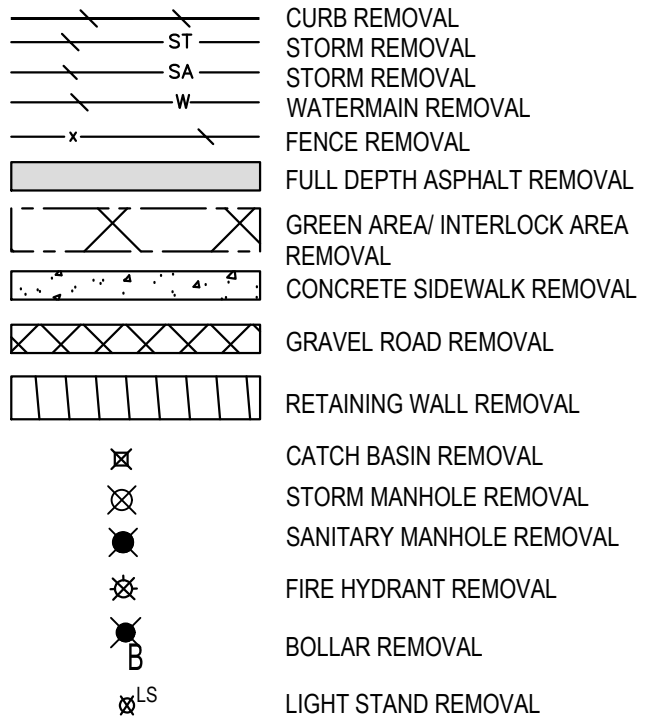 CURB REMOVAL
ST STORM REMOVAL
SA STORM REMOVAL
W WATERMAIN REMOVAL
x FENCE REMOVAL
FULL DEPTH ASPHALT REMOVAL
GREEN AREA/ INTERLOCK AREA
REMOVAL
CONCRETE SIDEWALK REMOVAL
GRAVEL ROAD REMOVAL
RETAINING WALL REMOVAL
CATCH BASIN REMOVAL
STORM MANHOLE REMOVAL
SANITARY MANHOLE REMOVAL
FIRE HYDRANT REMOVAL
B BOLLAR REMOVAL
LS LIGHT STAND REMOVAL